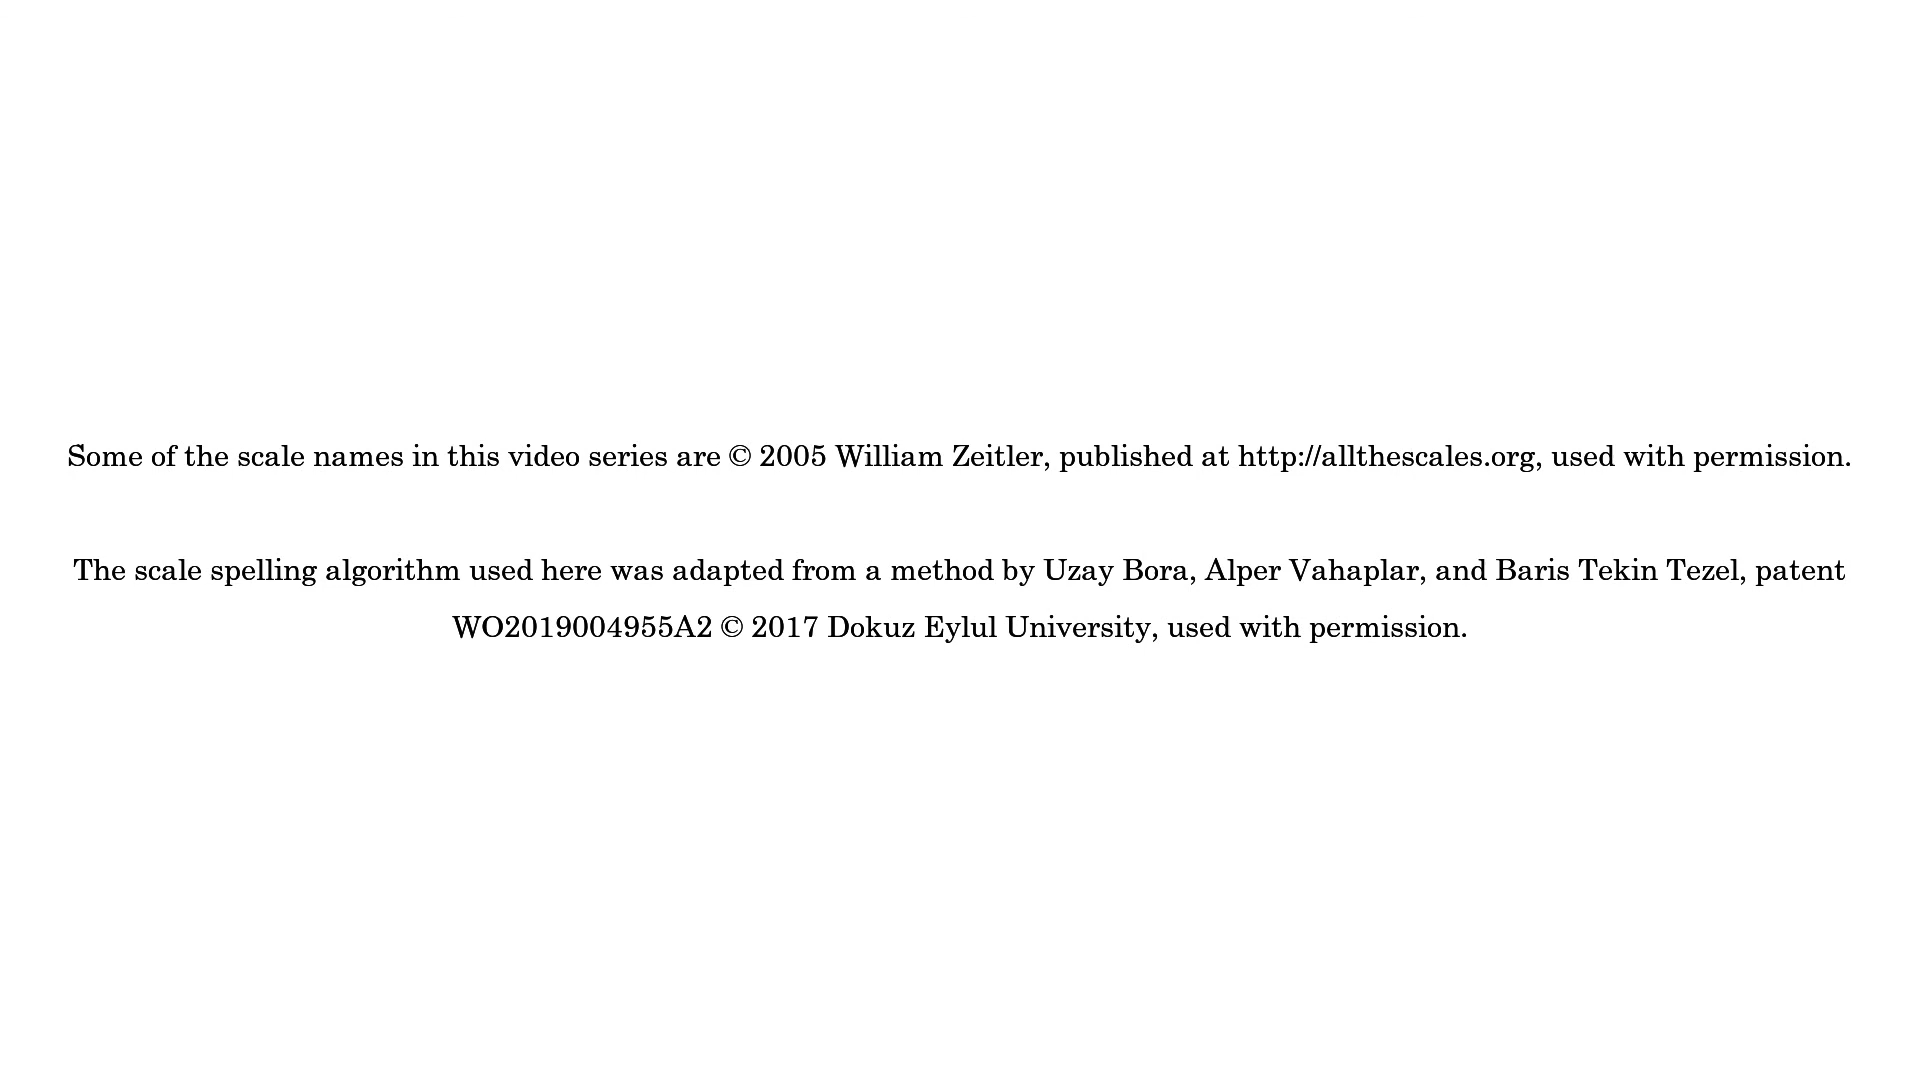 Some of the scale names in this video series are © 2005 William Zeitler, published at http://allthescales.org, used with permission.
The scale spelling algorithm used here was adapted from a method by Uzay Bora, Alper Vahaplar, and Baris Tekin Tezel, patent
WO2019004955A2 © 2017 Dokuz Eylul University, used with permission.